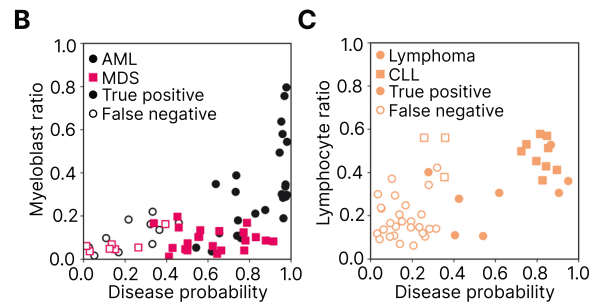 B
Myeloblast ratio
1.0
0.8
0.6
0.4
0.2
0.0
AML
MDS
True positive
False negative
0.0 0.2 0.4 0.6 0.8 1.0
Disease probability
C
Lymphocyte ratio
1.0
0.8
0.6
0.4
0.2
0.0
Lymphoma
CLL
True positive
False negative
0.0 0.2 0.4 0.6 0.8 1.0
Disease probability